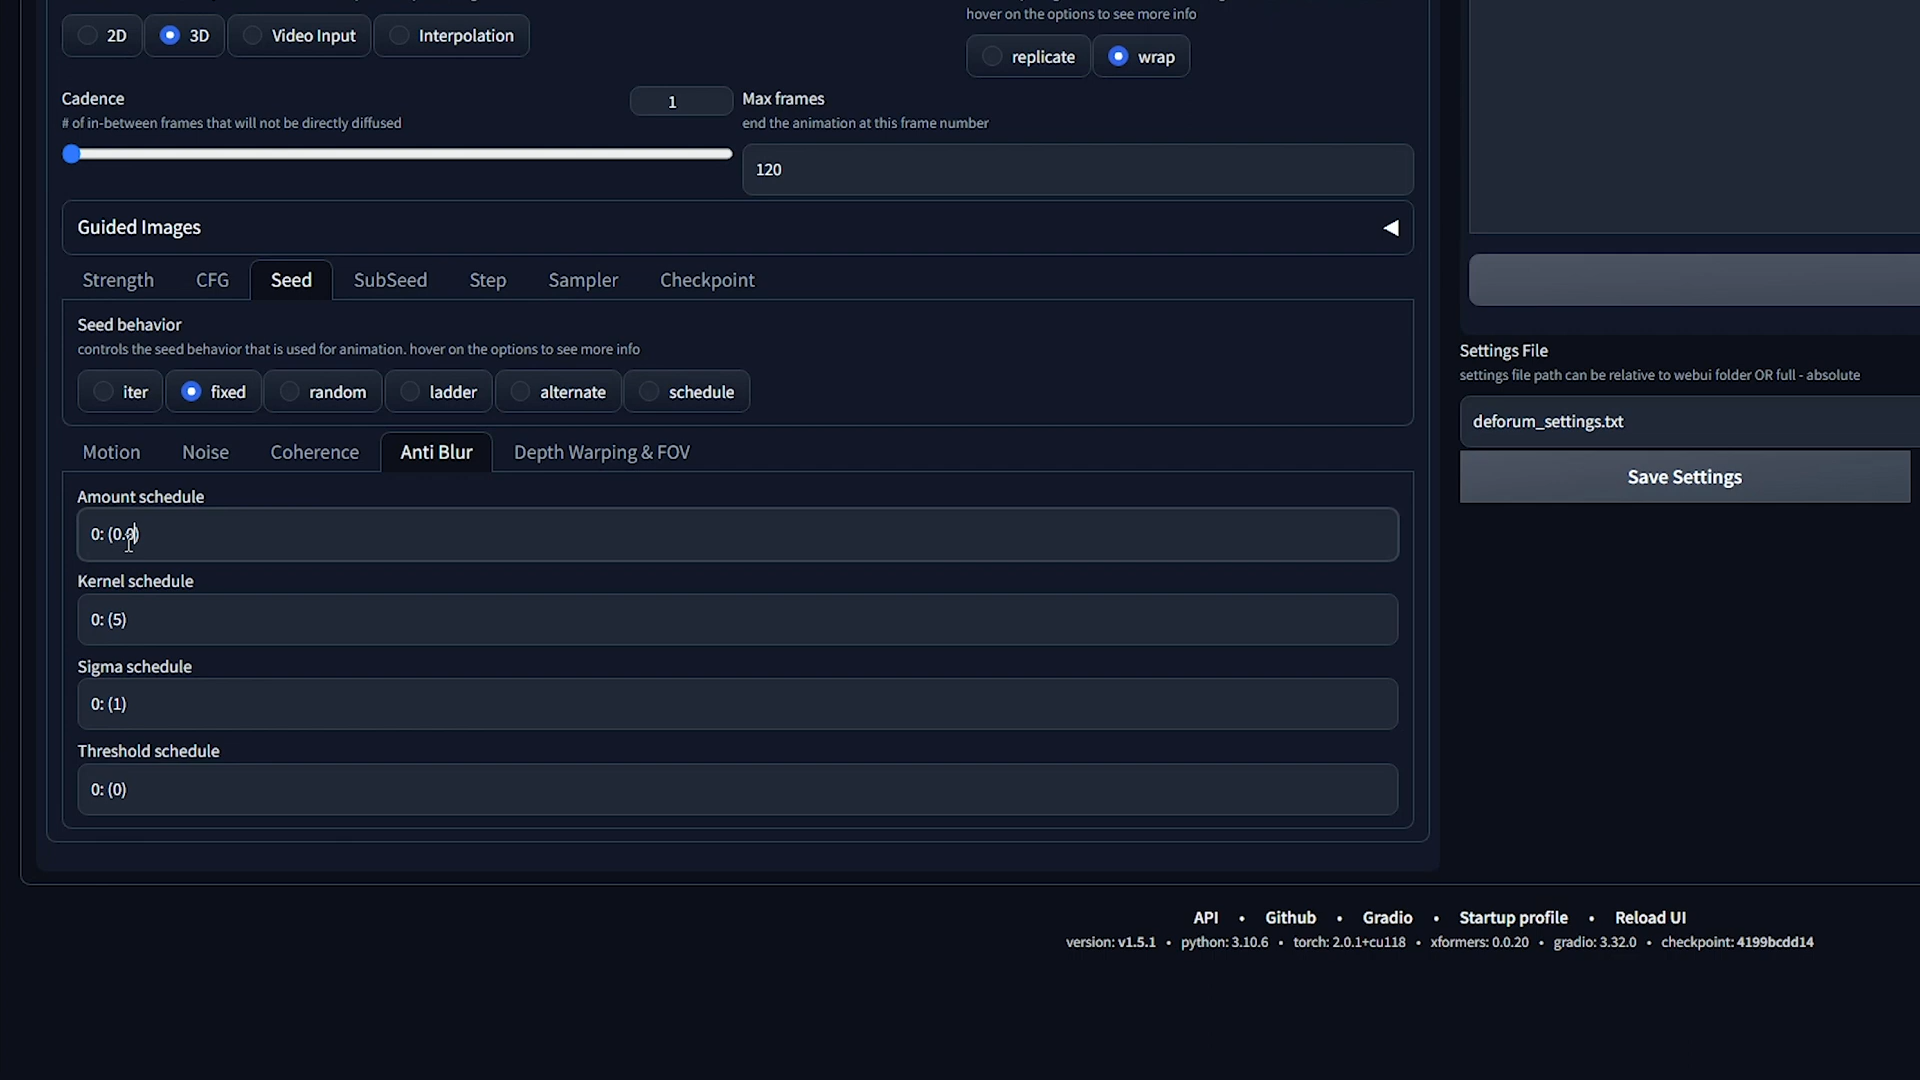 hover on the options to see more info
2D
3D
Video Input
Interpolation
replicate
wrap
Cadence
# of in-between frames that will not be directly diffused
1
Max frames
end the animation at this frame number
120
Guided Images
Strength
CFG
Seed
SubSeed
Step
Sampler
Checkpoint
Seed behavior
controls the seed behavior that is used for animation. hover on the options to see more info
iter
fixed
random
ladder
alternate
schedule
Settings File
settings file path can be relative to webui folder OR full - absolute
deforum_settings.txt
Save Settings
Motion
Noise
Coherence
Anti Blur
Depth Warping & FOV
Amount schedule
0: (0.0)
Kernel schedule
0: (5)
Sigma schedule
0: (1)
Threshold schedule
0: (0)
API • Github • Gradio • Startup profile • Reload UI
version: v1.5.1 • python: 3.10.6 • torch: 2.0.1+cu118 • xformers: 0.0.20 • gradio: 3.32.0 • checkpoint: 4199bcdd14